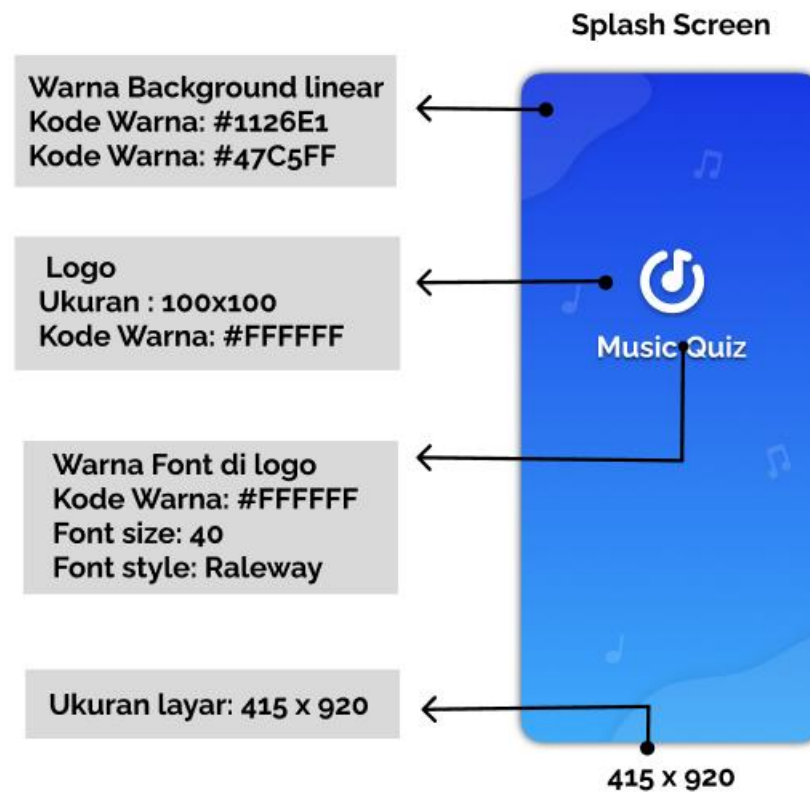 Splash Screen
Warna Background linear
Kode Warna: #1126E1
Kode Warna: #47C5FF
Logo
Ukuran : 100x100
Kode Warna: #FFFFFF
Music Quiz
Warna Font di logo
Kode Warna: #FFFFFF
Font size: 40
Font style: Raleway
Ukuran layar: 415 x 920
415 x 920